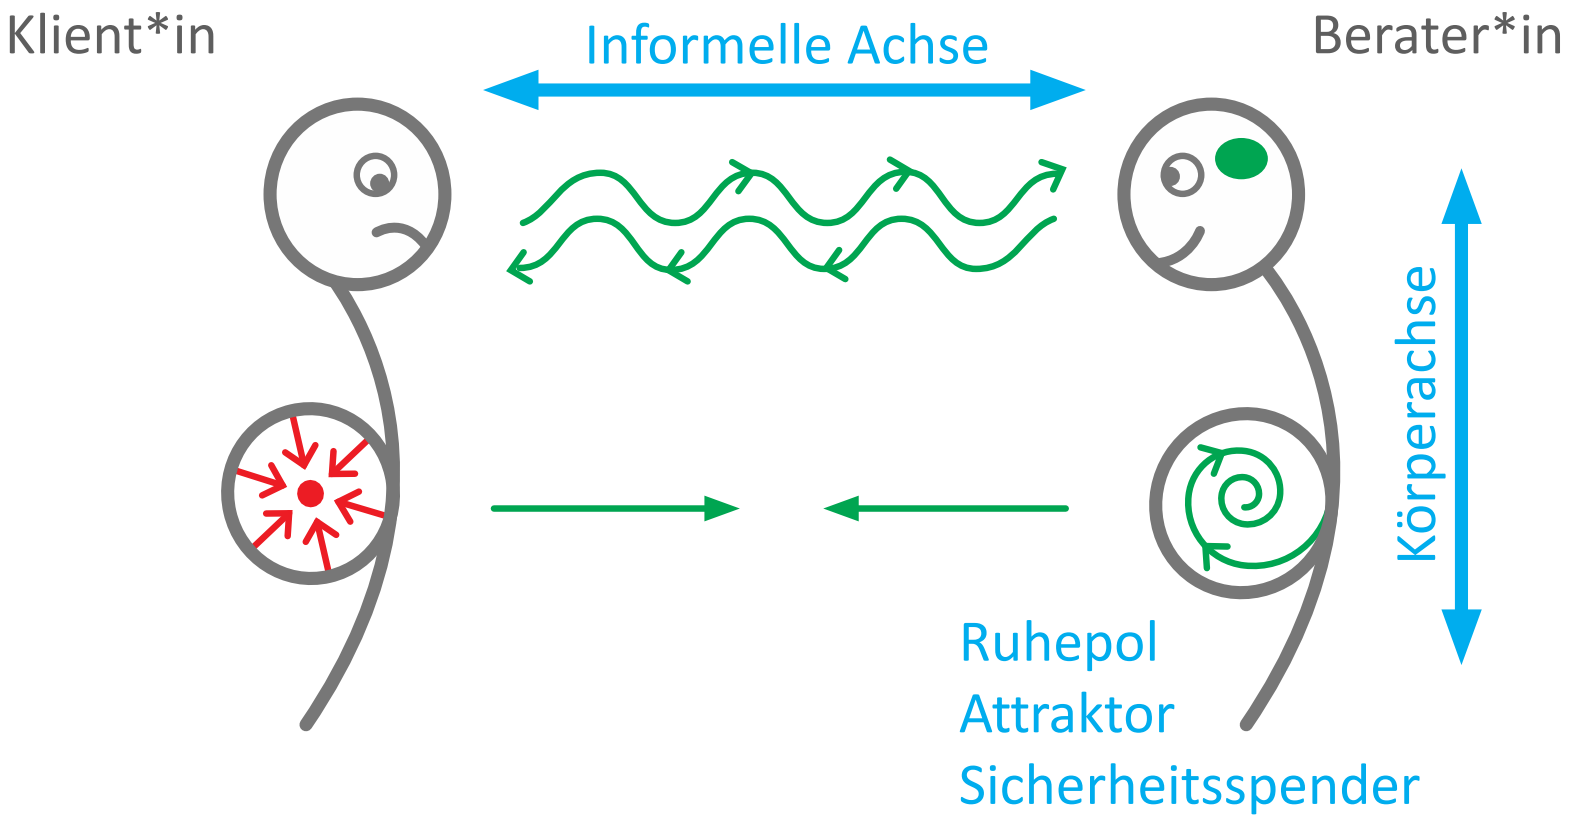 Klient*in
Informelle Achse
Berater*in
Körperachse
Ruhepol
Attraktor
Sicherheitsspender